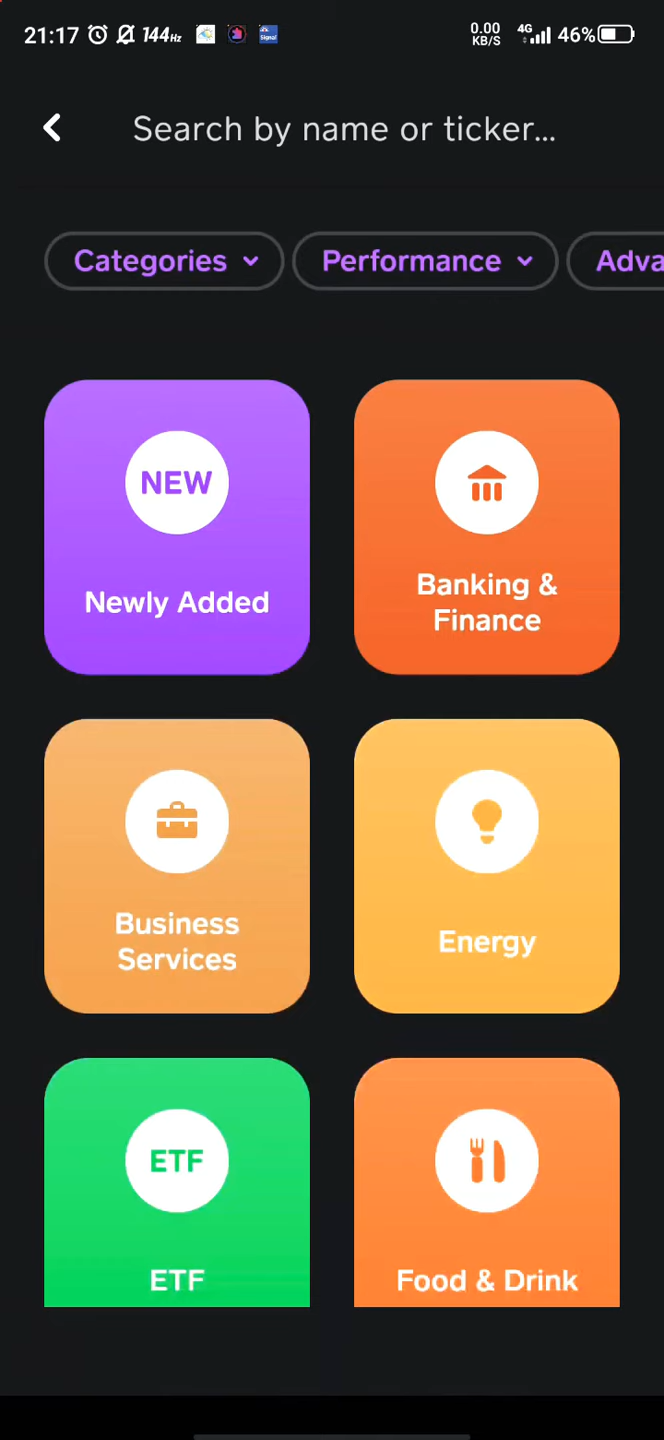 21:17 144Hz 0.00 KB/S 4G 46%
Search by name or ticker...
Categories Performance Adva
NEW
Newly Added
Banking &
Finance
Business
Services
Energy
ETF
ETF
Food & Drink